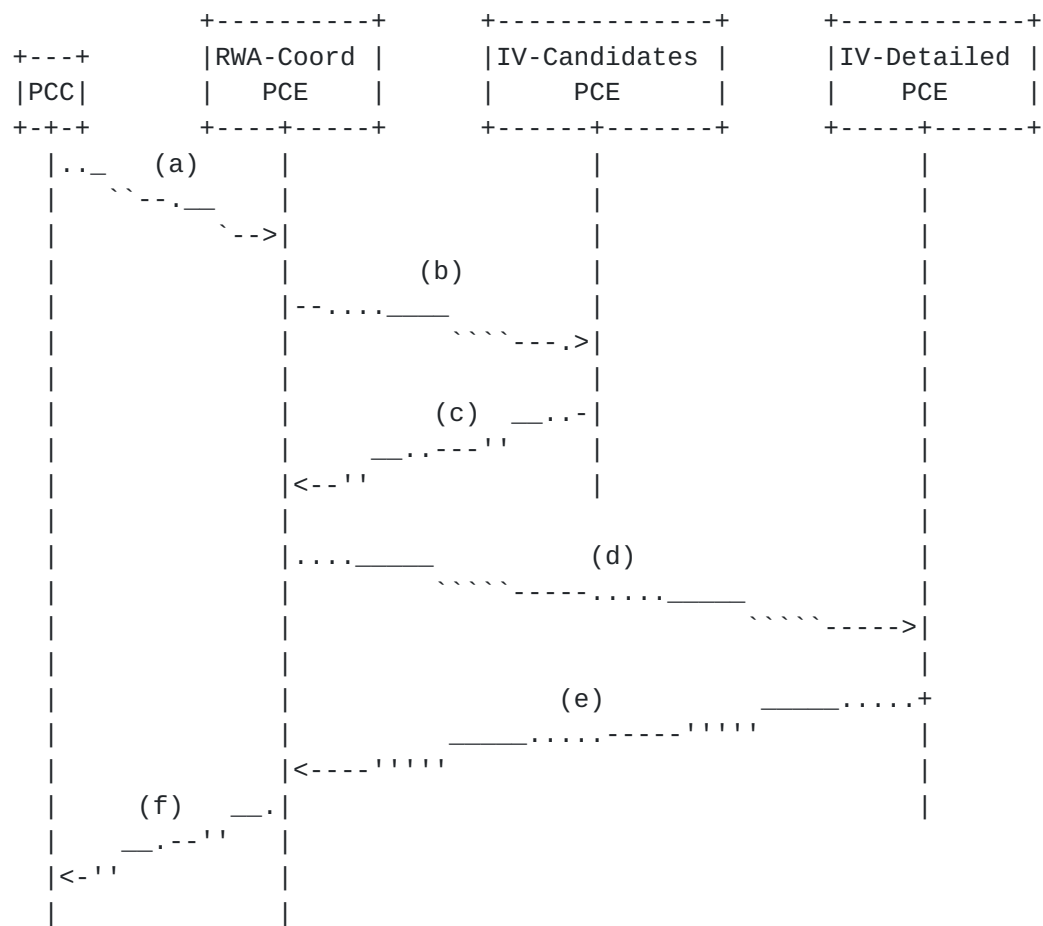 RWA-Coord IV-Candidates IV-Detailed
PCC PCE PCE PCE
(a)
(b)
(c)
(d)
(e)
(f)